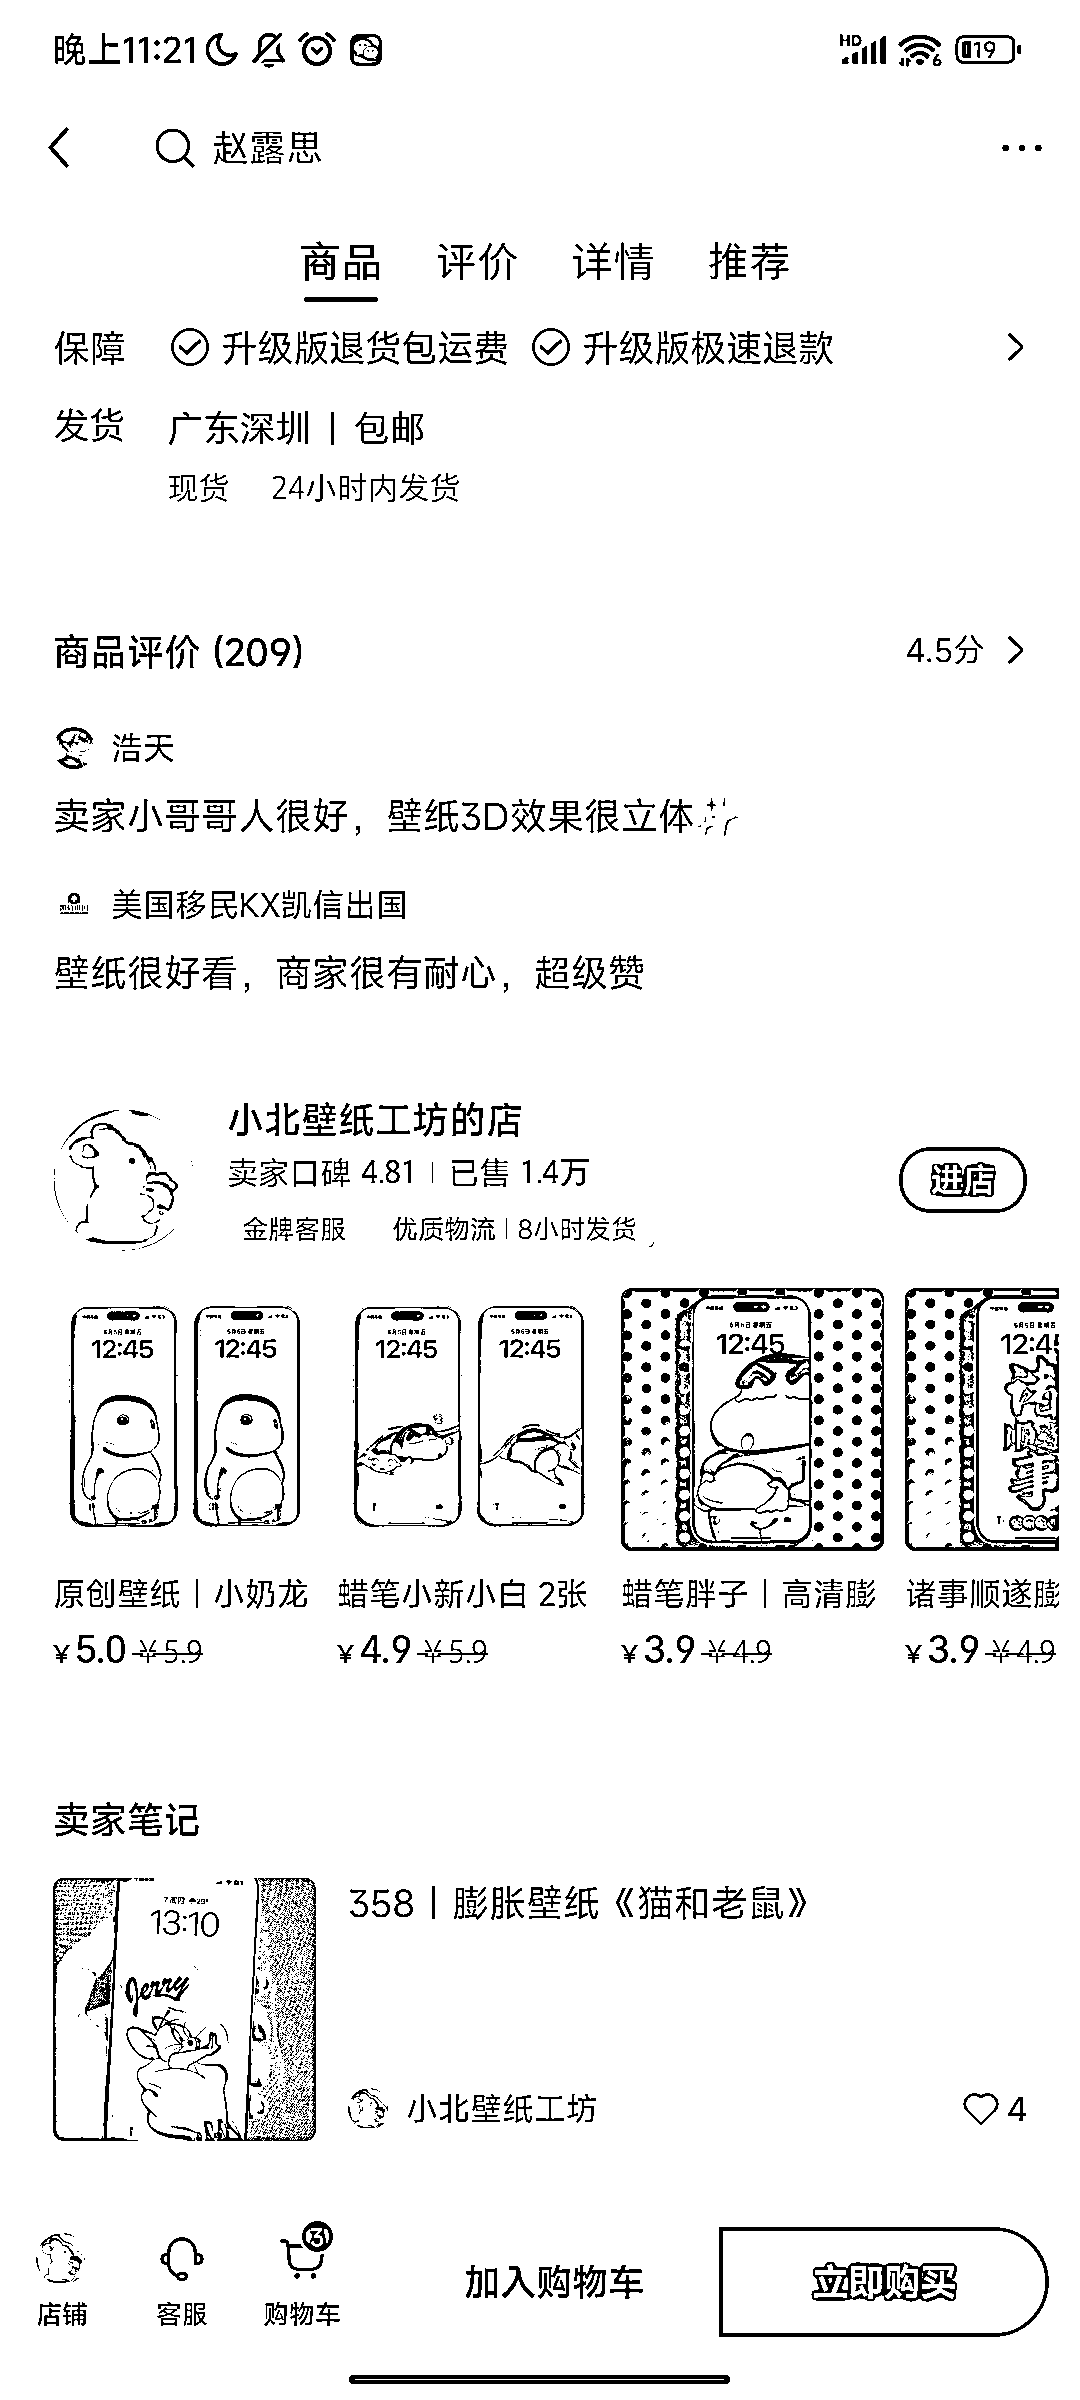 晚上11:21
HD
6
19
赵露思
商品 评价 详情 推荐
保障 升级版退货包运费 升级版极速退款
发货 广东深圳 | 包邮
现货 24小时内发货
商品评价 (209) 4.5分
浩天
卖家小哥哥人很好，壁纸3D效果很立体
美国移民KX凯信出国
壁纸很好看，商家很有耐心，超级赞
小北壁纸工坊的店
卖家口碑 4.81 | 已售 1.4万
进店
金牌客服 优质物流 | 8小时发货
12:45 12:45 12:45 12:45 12:45 12:45
诸事顺
原创壁纸 | 小奶龙 蜡笔小新小白 2张 蜡笔胖子 | 高清膨 诸事顺遂膨
¥5.0 ¥5.9 ¥4.9 ¥5.9 ¥3.9 ¥4.9 ¥3.9 ¥4.9
卖家笔记
13:10
Jerry
358 | 膨胀壁纸《猫和老鼠》
小北壁纸工坊 4
31
店铺 客服 购物车 加入购物车 立即购买